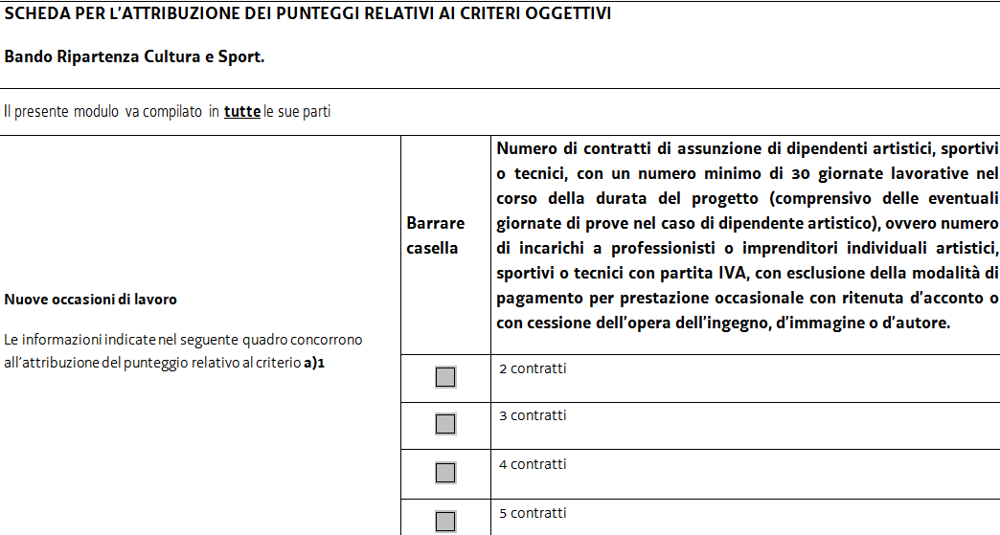 SCHEDA PER L'ATTRIBUZIONE DEI PUNTEGGI RELATIVI AI CRITERI OGGETTIVI
Bando Ripartenza Cultura e Sport.
Il presente modulo va compilato in tutte le sue parti
Nuove occasioni di lavoro
Le informazioni indicate nel seguente quadro concorrono
all'attribuzione del punteggio relativo al criterio a)1
Barrare
casella
Numero di contratti di assunzione di dipendenti artistici, sportivi
o tecnici, con un numero minimo di 30 giornate lavorative nel
corso della durata del progetto (comprensivo delle eventuali
giornate di prove nel caso di dipendente artistico), ovvero numero
di incarichi a professionisti o imprenditori individuali artistici,
sportivi o tecnici con partita IVA, con esclusione della modalità di
pagamento per prestazione occasionale con ritenuta d'acconto o
con cessione dell'opera dell'ingegno, d'immagine o d'autore.
2 contratti
3 contratti
4 contratti
5 contratti